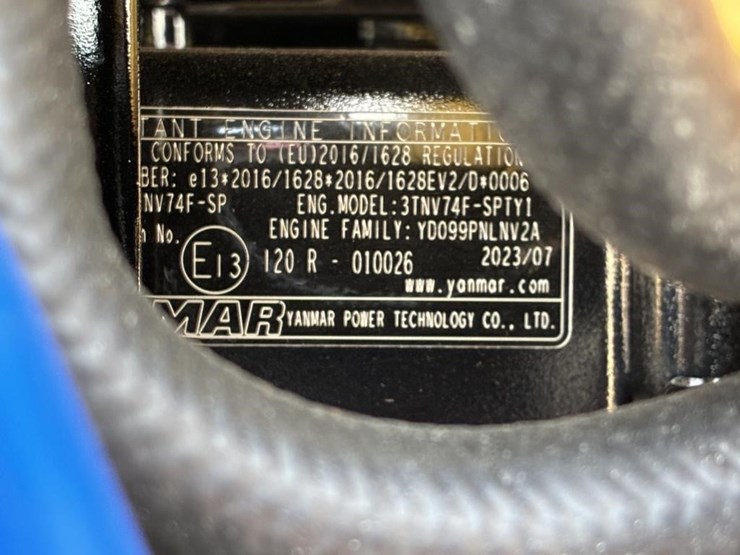 TANT ENGINE INFORMATI
CONFORMS TO (EU)2016/1628 REGULATION
BER: e13*2016/1628*2016/1628EV2/D*0006
NV74F-SP ENG.MODEL:3TNV74F-SPTY1
No. ENGINE FAMILY: YD099PNLNV2A
E13 120 R - 010026 2023/07
www.yanmar.com
MAR YANMAR POWER TECHNOLOGY CO., LTD.